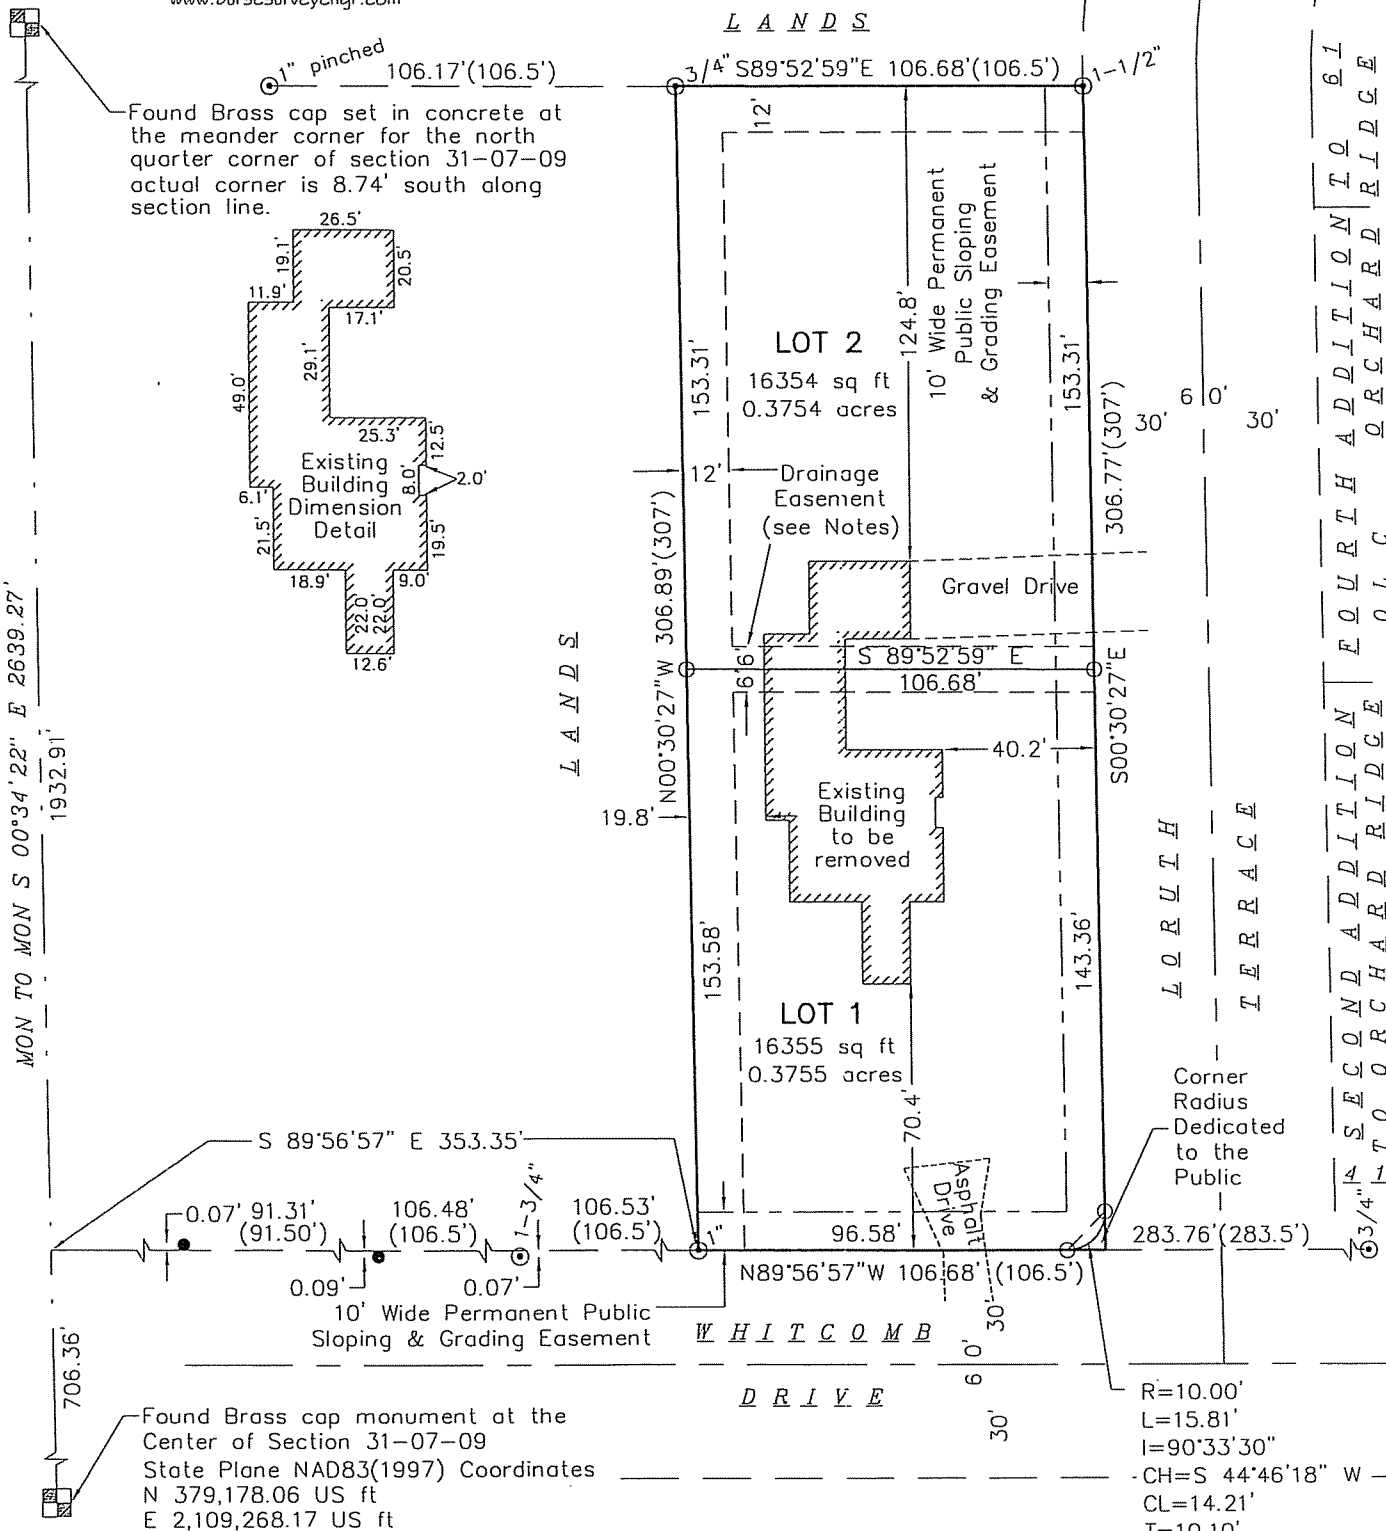 L A N D S
1" pinched
106.17'(106.5')
3/4"
S89°52'59"E 106.68'(106.5')
1-1/2"
Found Brass cap set in concrete at
the meander corner for the north
quarter corner of section 31-07-09
actual corner is 8.74' south along
section line.
12'
10' Wide Permanent
Public Sloping
& Grading Easement
26.5'
19.1'
20.5'
11.9'
17.1'
29.1'
49.0'
25.3'
12.5'
8.0'
2.0'
6.1'
21.5'
19.5'
18.9'
9.0'
22.0'
22.0'
12.6'
Existing
Building
Dimension
Detail
124.8'
LOT 2
16354 sq ft
0.3754 acres
153.31'
153.31'
306.77'(307')
60'
30'
30'
12'
Drainage
Easement
(see Notes)
Gravel Drive
N00°30'27"W 306.89'(307')
L A N D S
6'
6'
S 89°52'59" E
106.68'
S00°30'27"E
40.2'
Existing
Building
to be
removed
19.8'
MON TO MON S 00°34'22" E 2639.27'
1932.91'
153.58'
143.36'
LOT 1
16355 sq ft
0.3755 acres
70.4'
L O R U T H
T E R R A C E
FOURTH ADDITION TO 61
OLC ORCHARD RIDGE
41 SECOND ADDITION
TO ORCHARD RIDGE
Corner
Radius
Dedicated
to the
Public
S 89°56'57" E 353.35'
0.07'
91.31'
(91.50')
106.48'
(106.5')
1-3/4"
106.53'
(106.5')
1"
Asphalt
Drive
96.58'
283.76'(283.5')
3/4"
0.09'
0.07'
N89°56'57"W 106.68' (106.5')
10' Wide Permanent Public
Sloping & Grading Easement
W H I T C O M B
D R I V E
30'
60'
30'
706.36'
Found Brass cap monument at the
Center of Section 31-07-09
State Plane NAD83(1997) Coordinates
N 379,178.06 US ft
E 2,109,268.17 US ft
R=10.00'
L=15.81'
I=90°33'30"
CH=S 44°46'18" W
CL=14.21'
T=10.10'